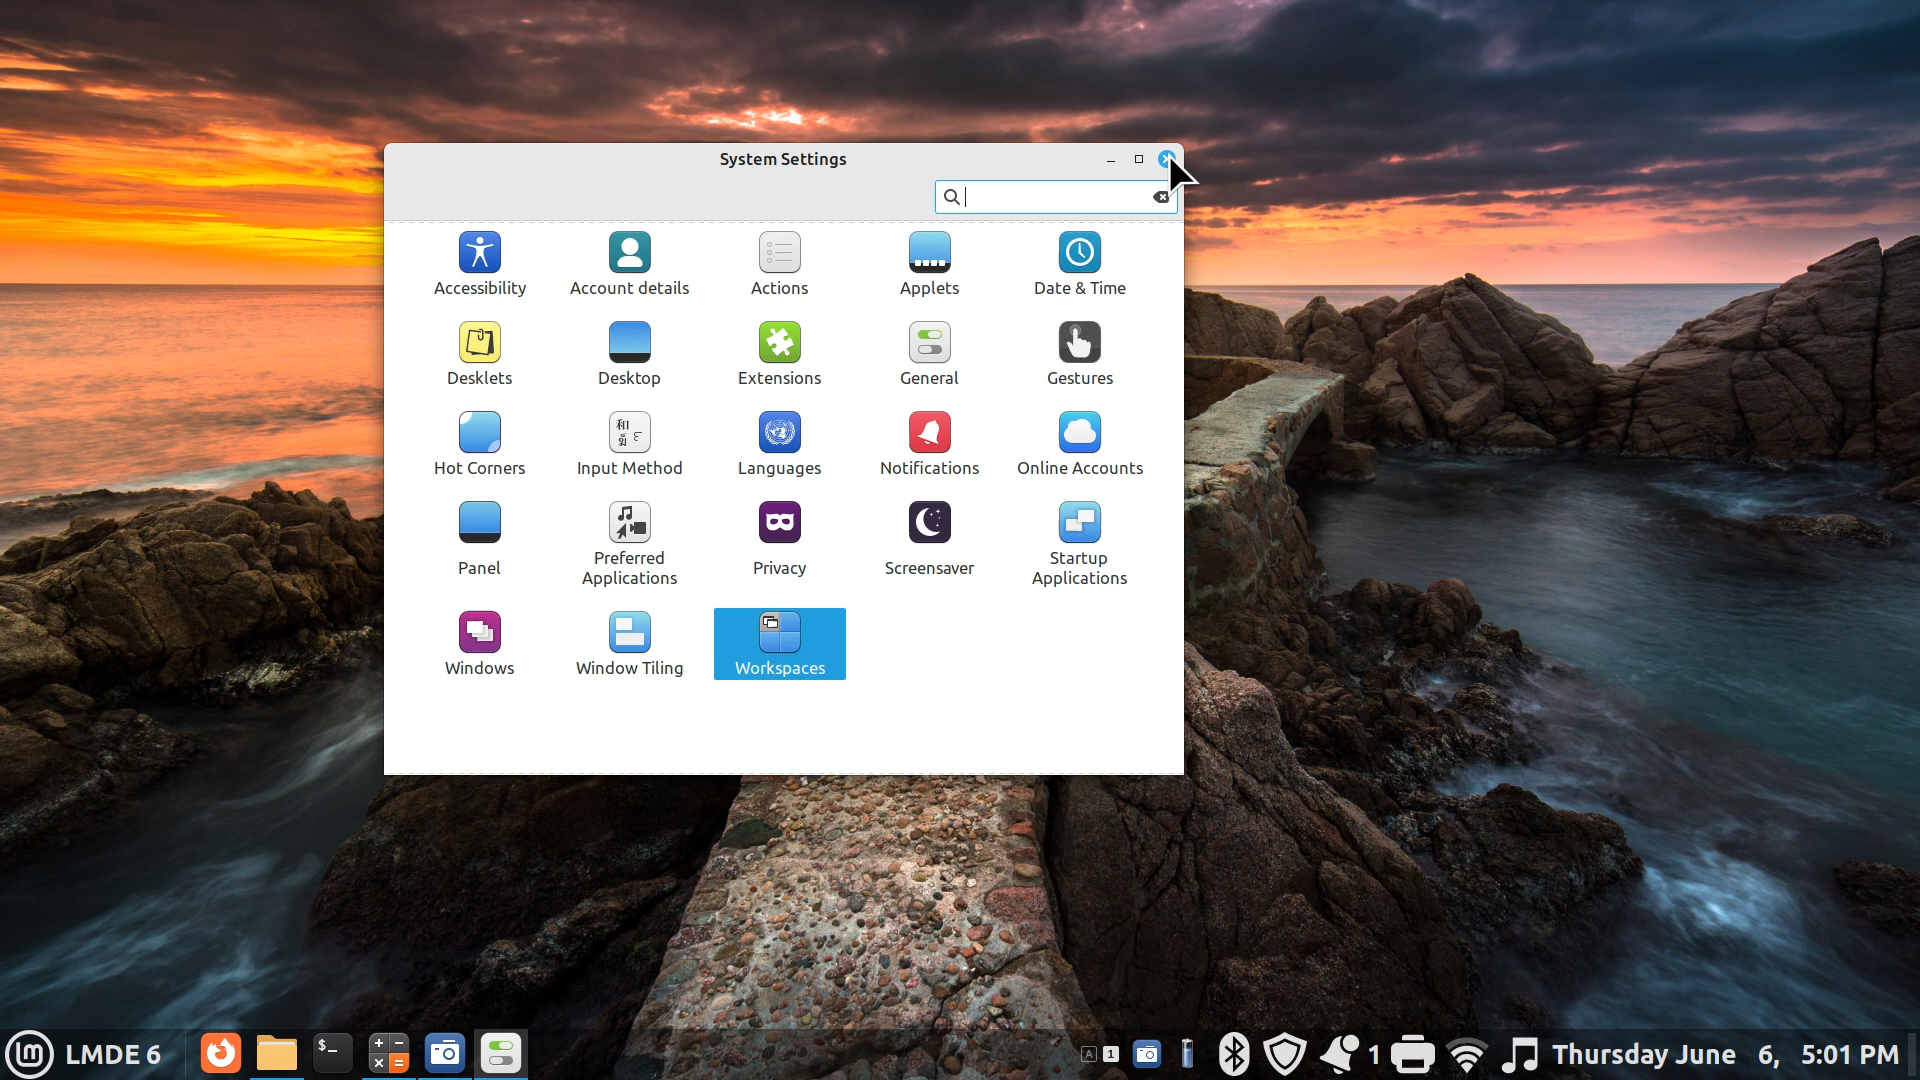 System Settings
Accessibility
Account details
Actions
Applets
Date & Time
Desklets
Desktop
Extensions
General
Gestures
Hot Corners
Input Method
Languages
Notifications
Online Accounts
Panel
Preferred
Applications
Privacy
Screensaver
Startup
Applications
Windows
Window Tiling
Workspaces
LMDE 6
$_
A 1
1
Thursday June 6, 5:01 PM